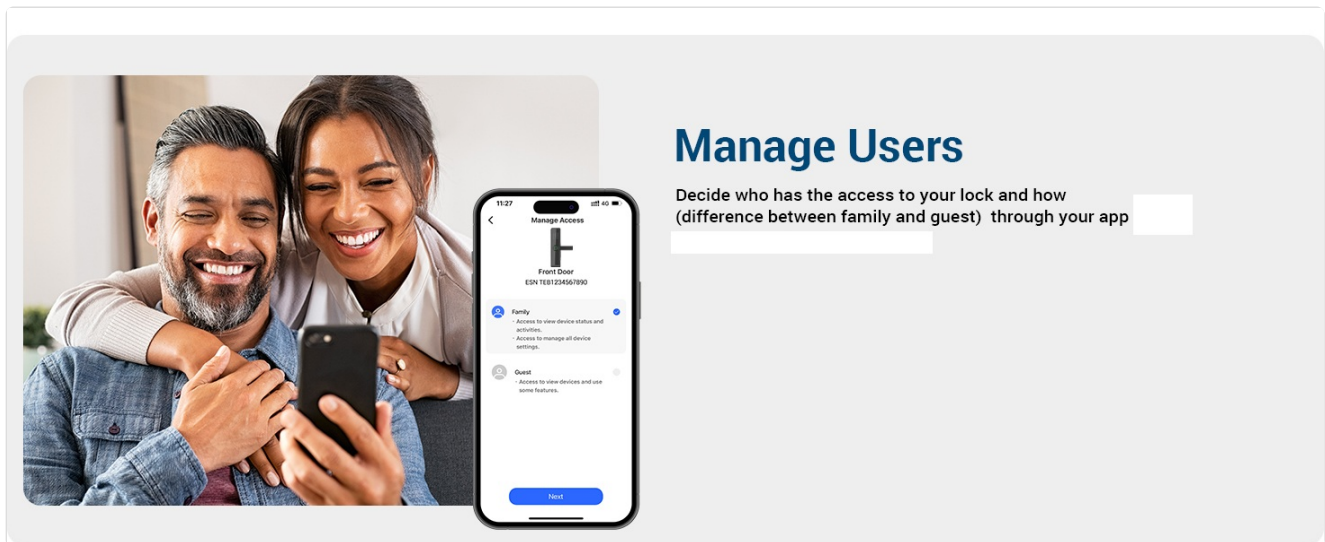 Manage Users
Decide who has the access to your lock and how
(difference between family and guest)  through your app
11:27
4G
Manage Access
Front Door
ESN TEB1234567890
Family
- Access to view device status and
activities.
- Access to manage all device
settings.
Guest
- Access to view devices and use
some features.
Next